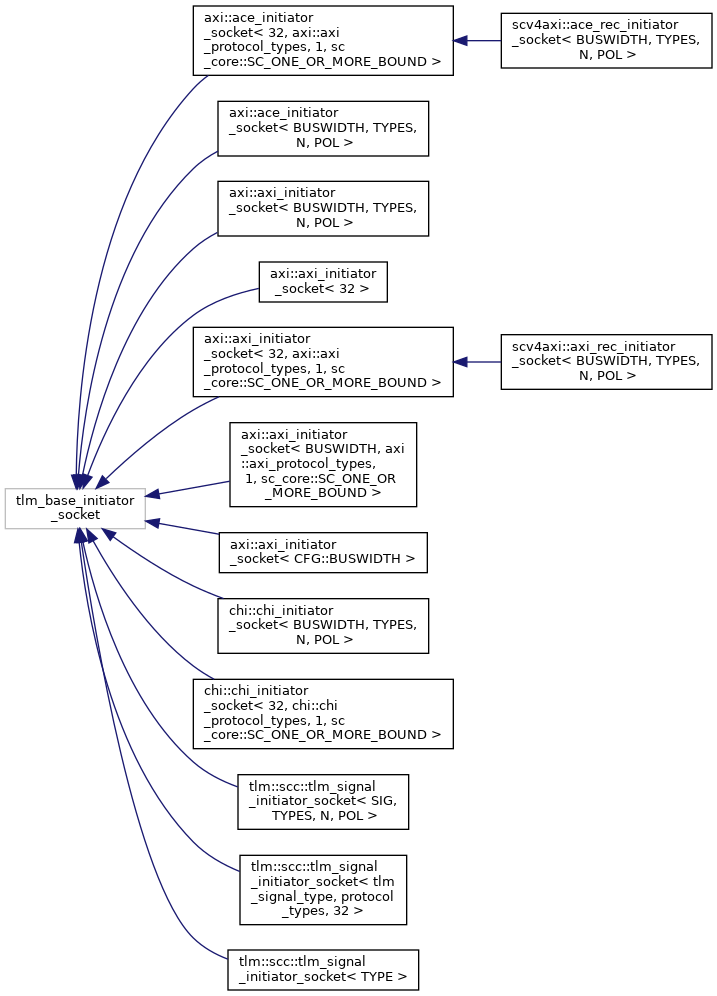 axi::ace_initiator
_socket< 32, axi::axi
_protocol_types, 1, sc
_core::SC_ONE_OR_MORE_BOUND >
scv4axi::ace_rec_initiator
_socket< BUSWIDTH, TYPES,
N, POL >
axi::ace_initiator
_socket< BUSWIDTH, TYPES,
N, POL >
axi::axi_initiator
_socket< BUSWIDTH, TYPES,
N, POL >
axi::axi_initiator
_socket< 32 >
axi::axi_initiator
_socket< 32, axi::axi
_protocol_types, 1, sc
_core::SC_ONE_OR_MORE_BOUND >
scv4axi::axi_rec_initiator
_socket< BUSWIDTH, TYPES,
N, POL >
axi::axi_initiator
_socket< BUSWIDTH, axi
::axi_protocol_types,
1, sc_core::SC_ONE_OR
_MORE_BOUND >
tlm_base_initiator
_socket
axi::axi_initiator
_socket< CFG::BUSWIDTH >
chi::chi_initiator
_socket< BUSWIDTH, TYPES,
N, POL >
chi::chi_initiator
_socket< 32, chi::chi
_protocol_types, 1, sc
_core::SC_ONE_OR_MORE_BOUND >
tlm::scc::tlm_signal
_initiator_socket< SIG,
TYPES, N, POL >
tlm::scc::tlm_signal
_initiator_socket< tlm
_signal_type, protocol
_types, 32 >
tlm::scc::tlm_signal
_initiator_socket< TYPE >